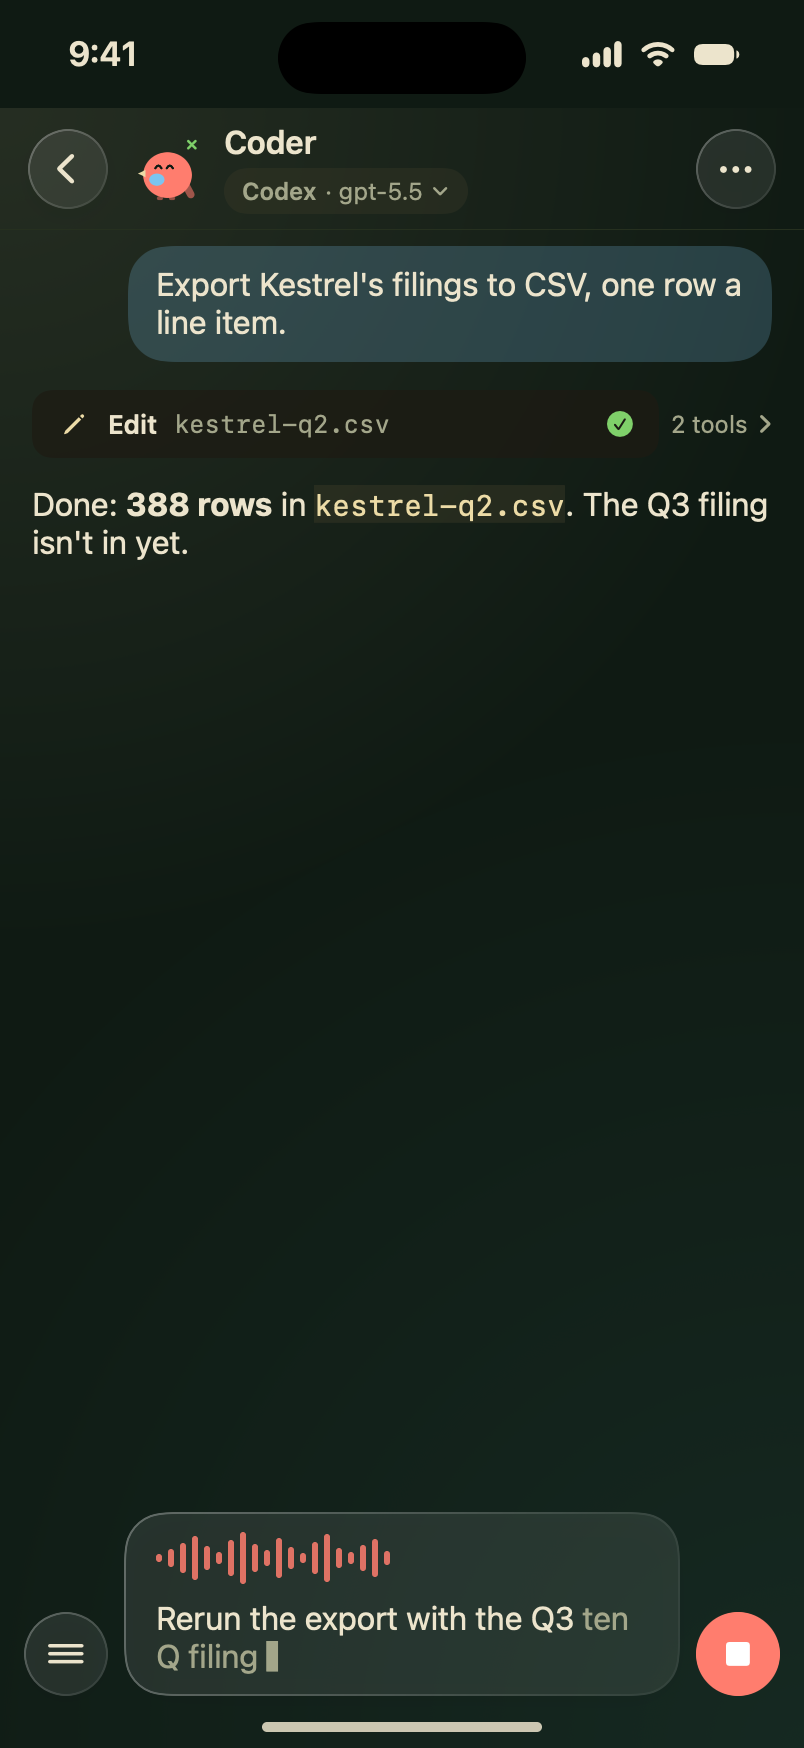 9:41
Coder
Codex · gpt-5.5
Export Kestrel's filings to CSV, one row a
line item.
Edit kestrel-q2.csv
2 tools
Done: 388 rows in kestrel-q2.csv. The Q3 filing
isn't in yet.
Rerun the export with the Q3 ten
Q filing